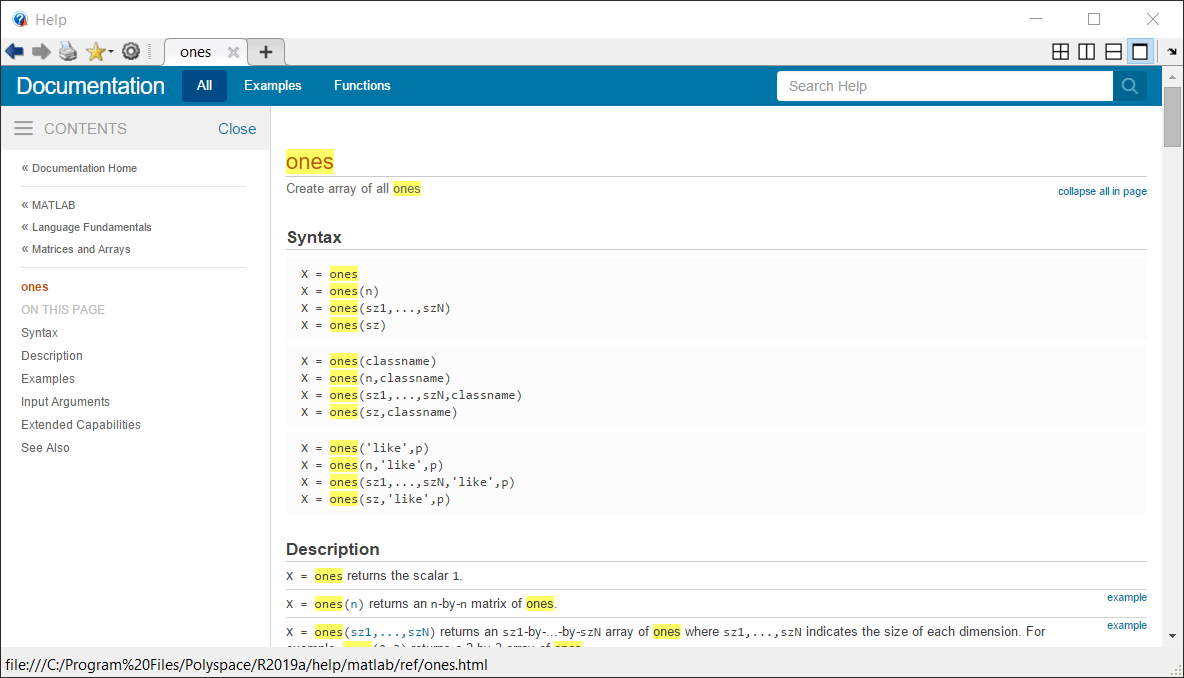 Help
ones
Documentation All Examples Functions Search Help
CONTENTS Close
« Documentation Home
« MATLAB
« Language Fundamentals
« Matrices and Arrays
ones
ON THIS PAGE
Syntax
Description
Examples
Input Arguments
Extended Capabilities
See Also
ones
Create array of all ones
collapse all in page
Syntax
X = ones
X = ones(n)
X = ones(sz1,...,szN)
X = ones(sz)
X = ones(classname)
X = ones(n,classname)
X = ones(sz1,...,szN,classname)
X = ones(sz,classname)
X = ones('like',p)
X = ones(n,'like',p)
X = ones(sz1,...,szN,'like',p)
X = ones(sz,'like',p)
Description
X = ones returns the scalar 1.
X = ones(n) returns an n-by-n matrix of ones.
example
X = ones(sz1,...,szN) returns an sz1-by-...-by-szN array of ones where sz1,...,szN indicates the size of each dimension. For
example
file:///C:/Program%20Files/Polyspace/R2019a/help/matlab/ref/ones.html